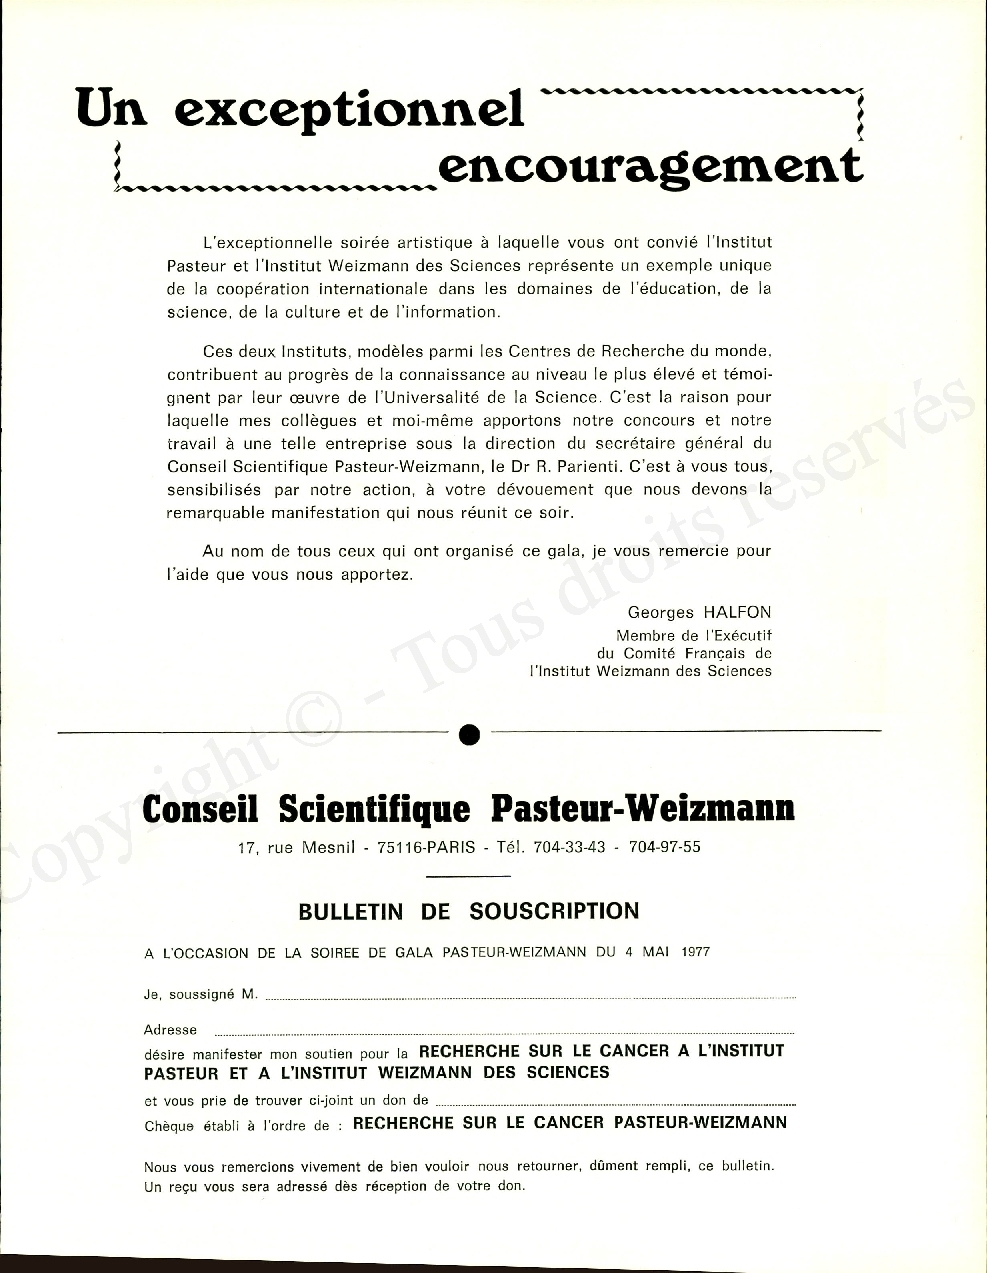 Un exceptionnel
encouragement
L'exceptionnelle soirée artistique à laquelle vous ont convié l'Institut
Pasteur et l'Institut Weizmann des Sciences représente un exemple unique
de la coopération internationale dans les domaines de l'éducation, de la
science, de la culture et de l'information.
Ces deux Instituts, modèles parmi les Centres de Recherche du monde,
contribuent au progrès de la connaissance au niveau le plus élevé et témoi-
gnent par leur œuvre de l'Universalité de la Science. C'est la raison pour
laquelle mes collègues et moi-même apportons notre concours et notre
travail à une telle entreprise sous la direction du secrétaire général du
Conseil Scientifique Pasteur-Weizmann, le Dr R. Parienti. C'est à vous tous,
sensibilisés par notre action, à votre dévouement que nous devons la
remarquable manifestation qui nous réunit ce soir.
Au nom de tous ceux qui ont organisé ce gala, je vous remercie pour
l'aide que vous nous apportez.
Georges HALFON
Membre de l'Exécutif
du Comité Français de
l'Institut Weizmann des Sciences
Conseil Scientifique Pasteur-Weizmann
17, rue Mesnil - 75116-PARIS - Tél. 704-33-43 - 704-97-55
BULLETIN DE SOUSCRIPTION
A L'OCCASION DE LA SOIREE DE GALA PASTEUR-WEIZMANN DU 4 MAI 1977
Je, soussigné M.
Adresse
désire manifester mon soutien pour la RECHERCHE SUR LE CANCER A L'INSTITUT
PASTEUR ET A L'INSTITUT WEIZMANN DES SCIENCES
et vous prie de trouver ci-joint un don de
Chèque établi à l'ordre de : RECHERCHE SUR LE CANCER PASTEUR-WEIZMANN
Nous vous remercions vivement de bien vouloir nous retourner, dûment rempli, ce bulletin.
Un reçu vous sera adressé dès réception de votre don.
Copyright © - Tous droits réservés